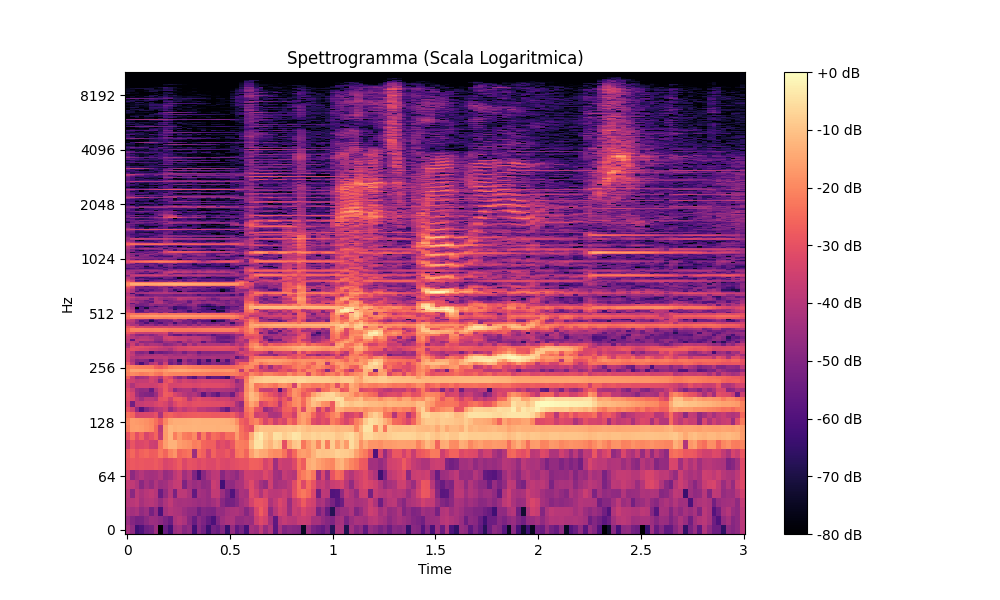 Spettrogramma (Scala Logaritmica)
8192
4096
2048
1024
512
256
128
64
0
Hz
0
0.5
1
1.5
2
2.5
3
Time
+0 dB
-10 dB
-20 dB
-30 dB
-40 dB
-50 dB
-60 dB
-70 dB
-80 dB